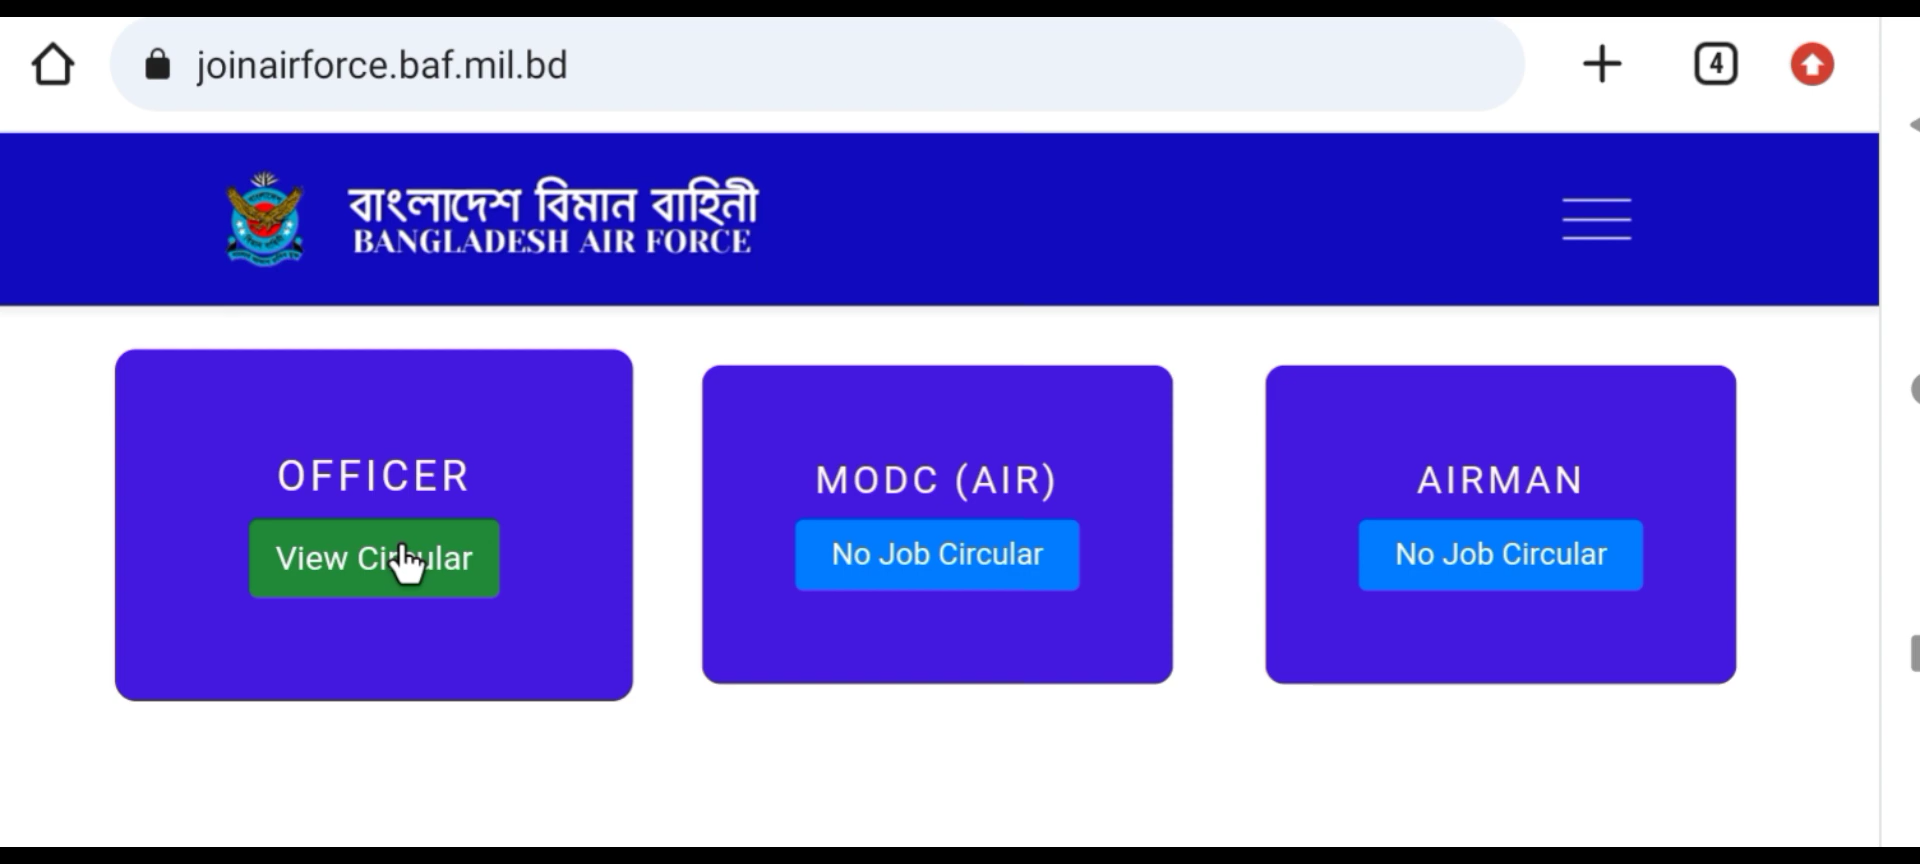 joinairforce.baf.mil.bd
4
বাংলাদেশ বিমান বাহিনী
BANGLADESH AIR FORCE
OFFICER
View Circular
MODC (AIR)
No Job Circular
AIRMAN
No Job Circular